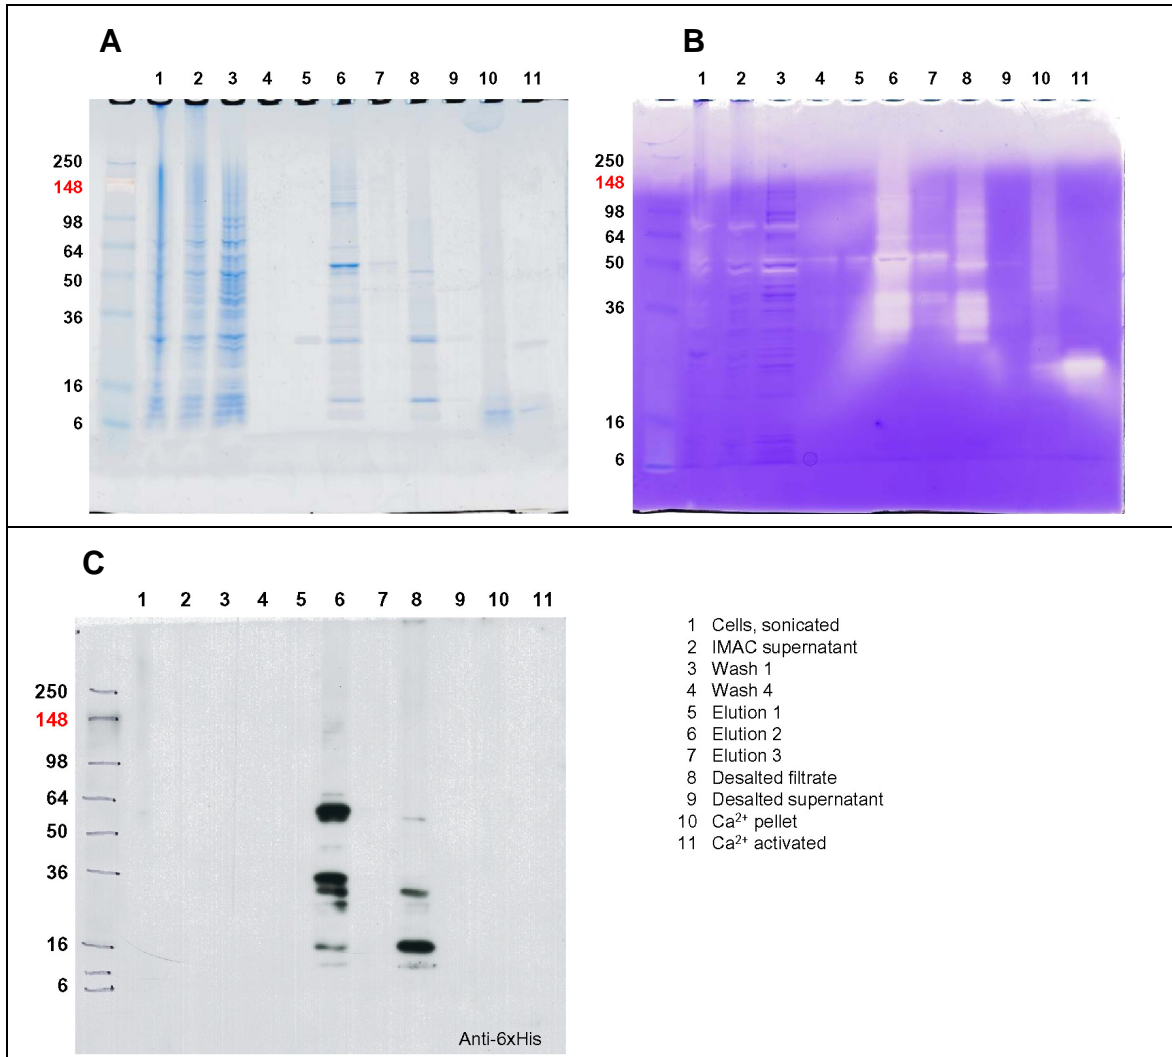 A
B
1 2 3 4 5 6 7 8 9 10 11
1 2 3 4 5 6 7 8 9 10 11
250
148
98
64
50
36
16
6
250
148
98
64
50
36
16
6
C
1 2 3 4 5 6 7 8 9 10 11
250
148
98
64
50
36
16
6
Anti-6xHis
1 Cells, sonicated
2 IMAC supernatant
3 Wash 1
4 Wash 4
5 Elution 1
6 Elution 2
7 Elution 3
8 Desalted filtrate
9 Desalted supernatant
10 Ca²⁺ pellet
11 Ca²⁺ activated